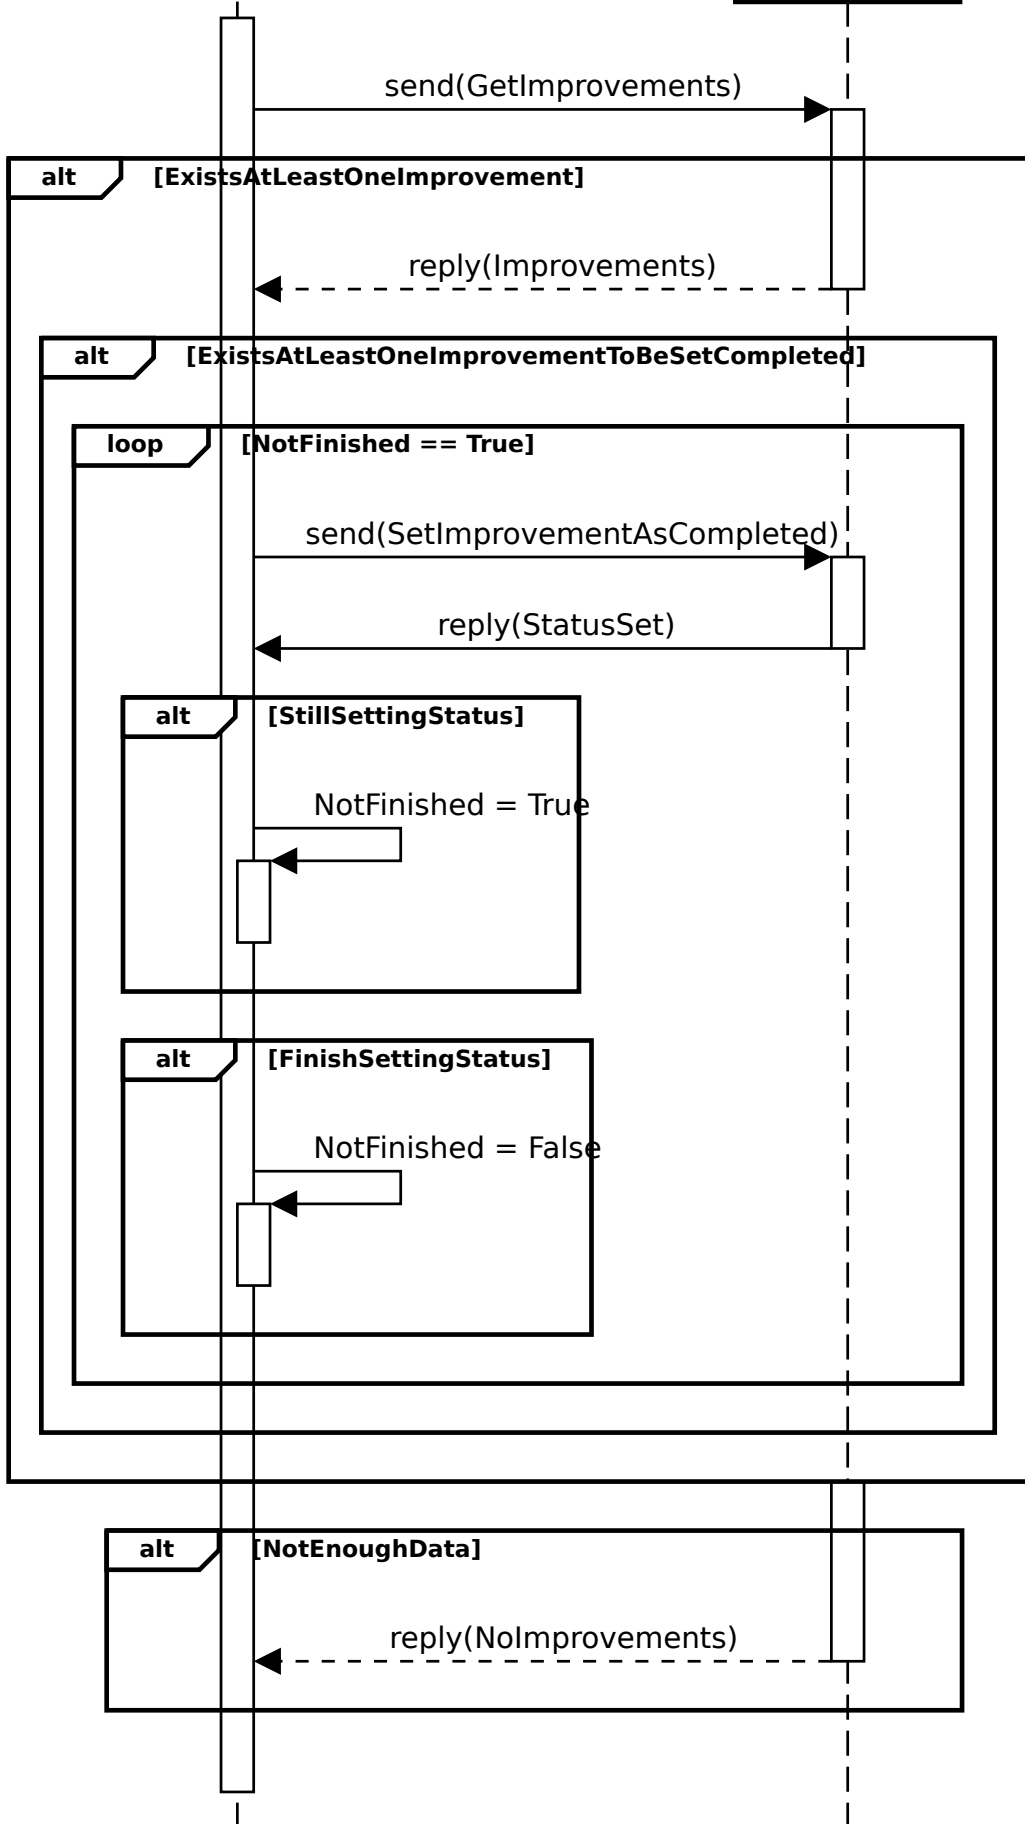 send(GetImprovements)
alt [ExistsAtLeastOneImprovement]
reply(Improvements)
alt [ExistsAtLeastOneImprovementToBeSetCompleted]
loop [NotFinished == True]
send(SetImprovementAsCompleted)
reply(StatusSet)
alt [StillSettingStatus]
NotFinished = True
alt [FinishSettingStatus]
NotFinished = False
alt [NotEnoughData]
reply(NoImprovements)